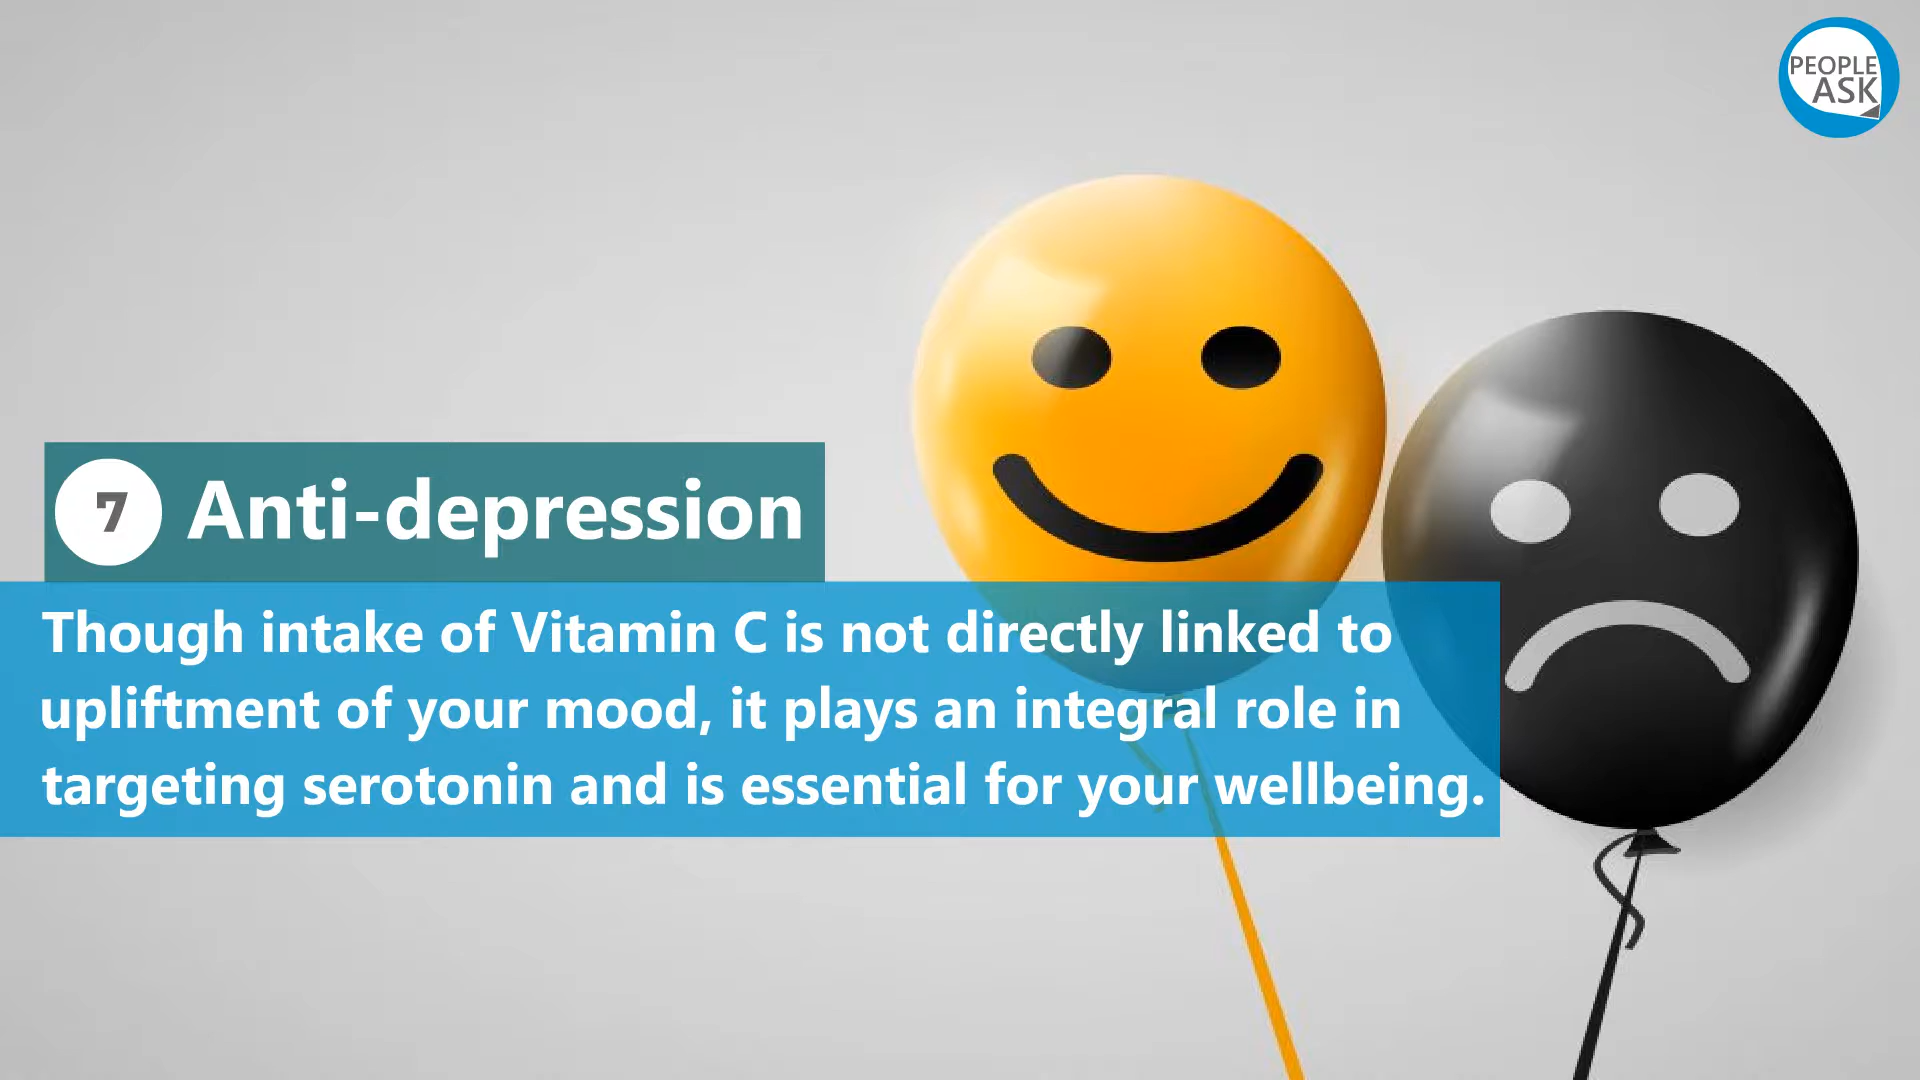 PEOPLE
ASK
7 Anti-depression
Though intake of Vitamin C is not directly linked to
upliftment of your mood, it plays an integral role in
targeting serotonin and is essential for your wellbeing.